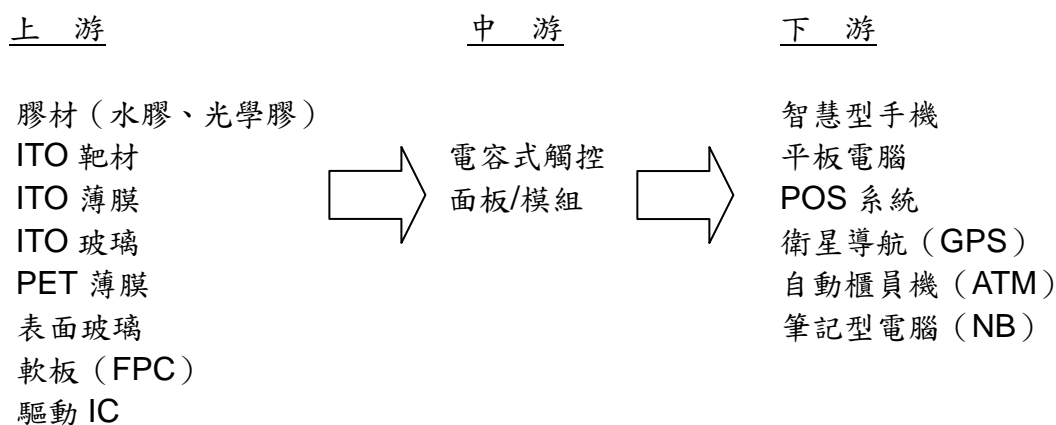 上 游
膠材（水膠、光學膠）
ITO 靶材
ITO 薄膜
ITO 玻璃
PET 薄膜
表面玻璃
軟板（FPC）
驅動 IC
中 游
電容式觸控
面板/模組
下 游
智慧型手機
平板電腦
POS 系統
衛星導航（GPS）
自動櫃員機（ATM）
筆記型電腦（NB）